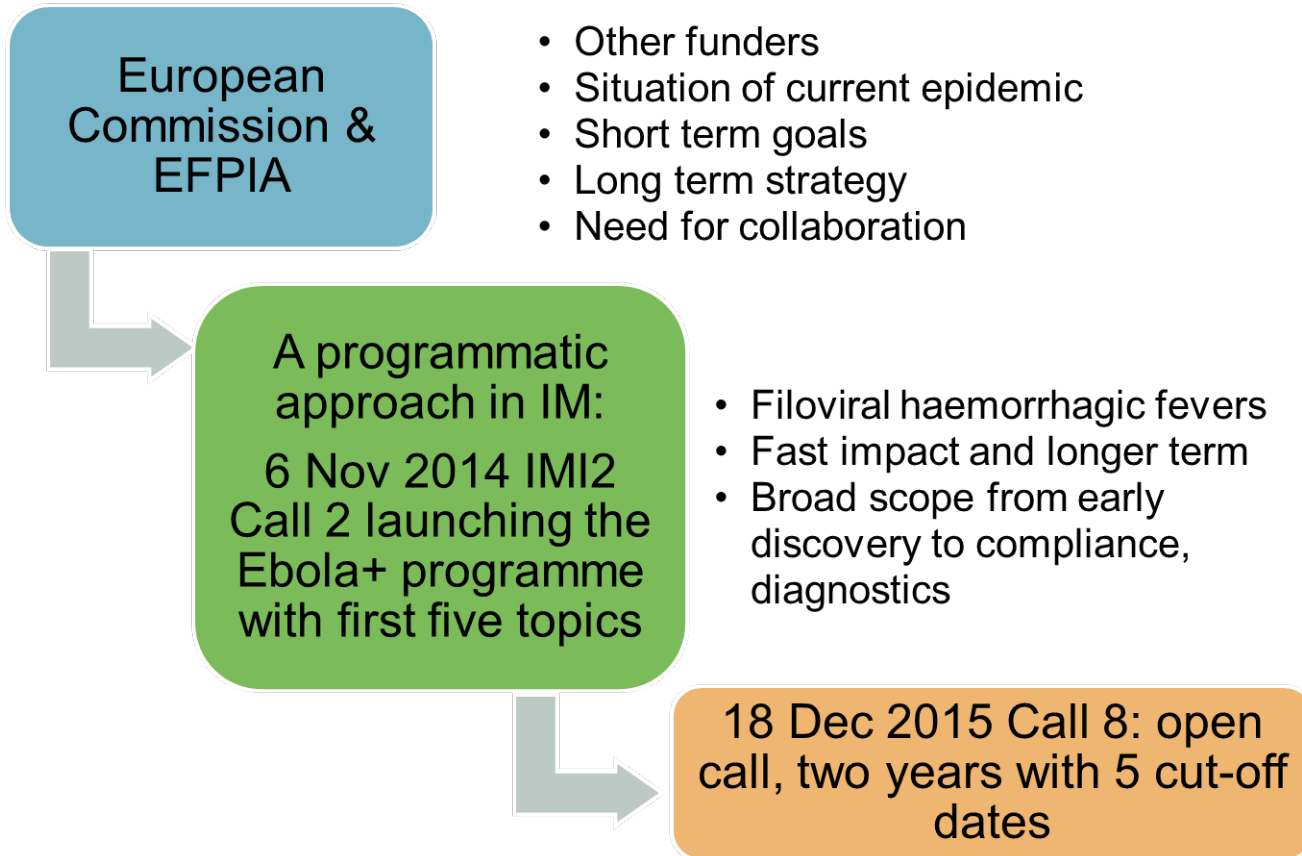 European
Commission &
EFPIA
• Other funders
• Situation of current epidemic
• Short term goals
• Long term strategy
• Need for collaboration
A programmatic
approach in IM:
6 Nov 2014 IMI2
Call 2 launching the
Ebola+ programme
with first five topics
• Filoviral haemorrhagic fevers
• Fast impact and longer term
• Broad scope from early
discovery to compliance,
diagnostics
18 Dec 2015 Call 8: open
call, two years with 5 cut-off
dates